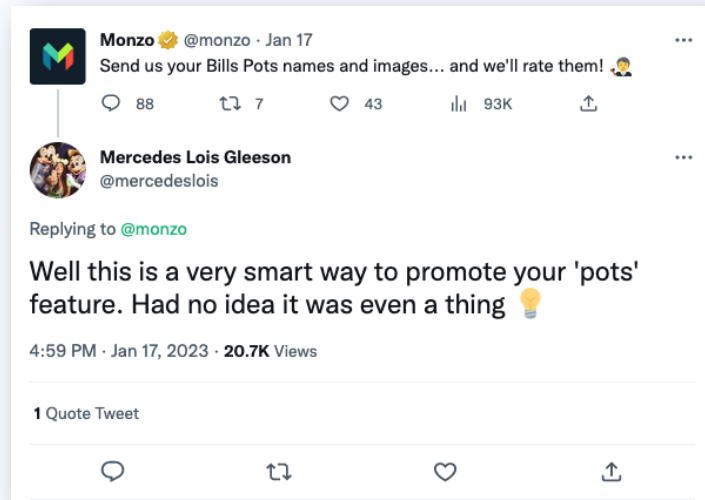 Monzo @monzo · Jan 17
Send us your Bills Pots names and images... and we'll rate them! 👩‍🎤
88 7 43 93K
Mercedes Lois Gleeson
@mercedeslois
Replying to @monzo
Well this is a very smart way to promote your 'pots'
feature. Had no idea it was even a thing 💡
4:59 PM · Jan 17, 2023 · 20.7K Views
1 Quote Tweet